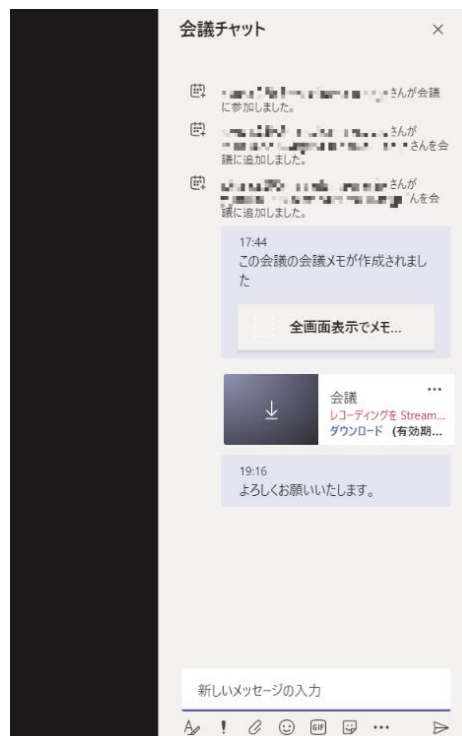 会議チャット
さんが会議
に参加しました。
さんが
さんを会
議に追加しました。
さんが
んを会
議に追加しました。
17:44
この会議の会議メモが作成されまし
た
全画面表示でメモ...
会議
レコーディングを Stream...
ダウンロード (有効期...
19:16
よろしくお願いいたします。
新しいメッセージの入力
GIF